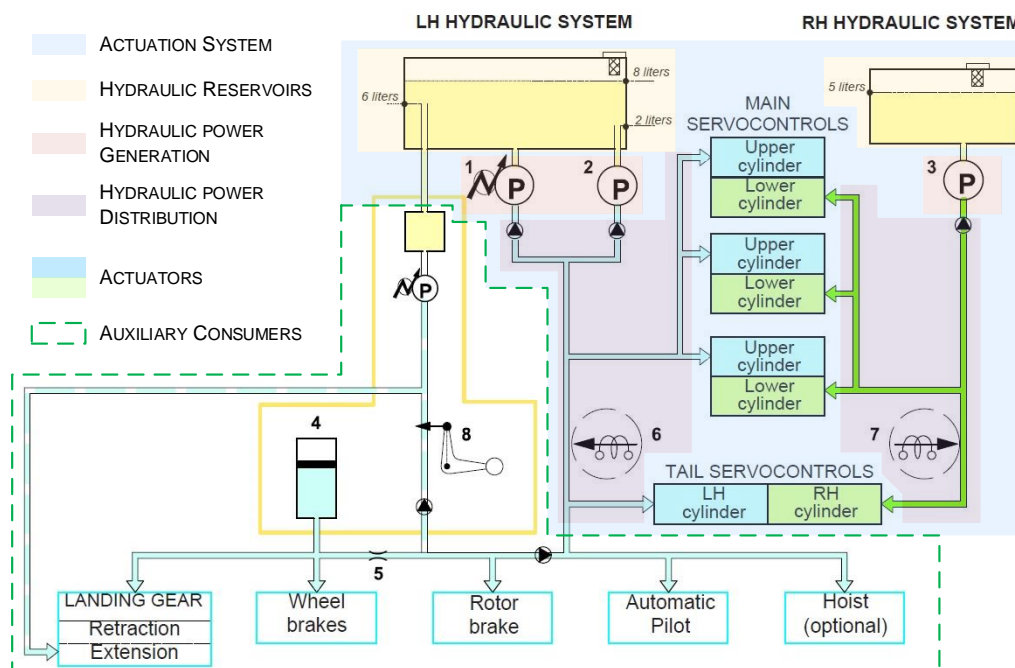 LH HYDRAULIC SYSTEM
RH HYDRAULIC SYSTEM
ACTUATION SYSTEM
HYDRAULIC RESERVOIRS
HYDRAULIC POWER
GENERATION
HYDRAULIC POWER
DISTRIBUTION
ACTUATORS
AUXILIARY CONSUMERS
6 liters
8 liters
2 liters
5 liters
1
P
2
P
3
P
P
MAIN
SERVOCONTROLS
Upper
cylinder
Lower
cylinder
Upper
cylinder
Lower
cylinder
Upper
cylinder
Lower
cylinder
4
8
6
7
TAIL SERVOCONTROLS
LH
cylinder
RH
cylinder
5
LANDING GEAR
Retraction
Extension
Wheel
brakes
Rotor
brake
Automatic
Pilot
Hoist
(optional)